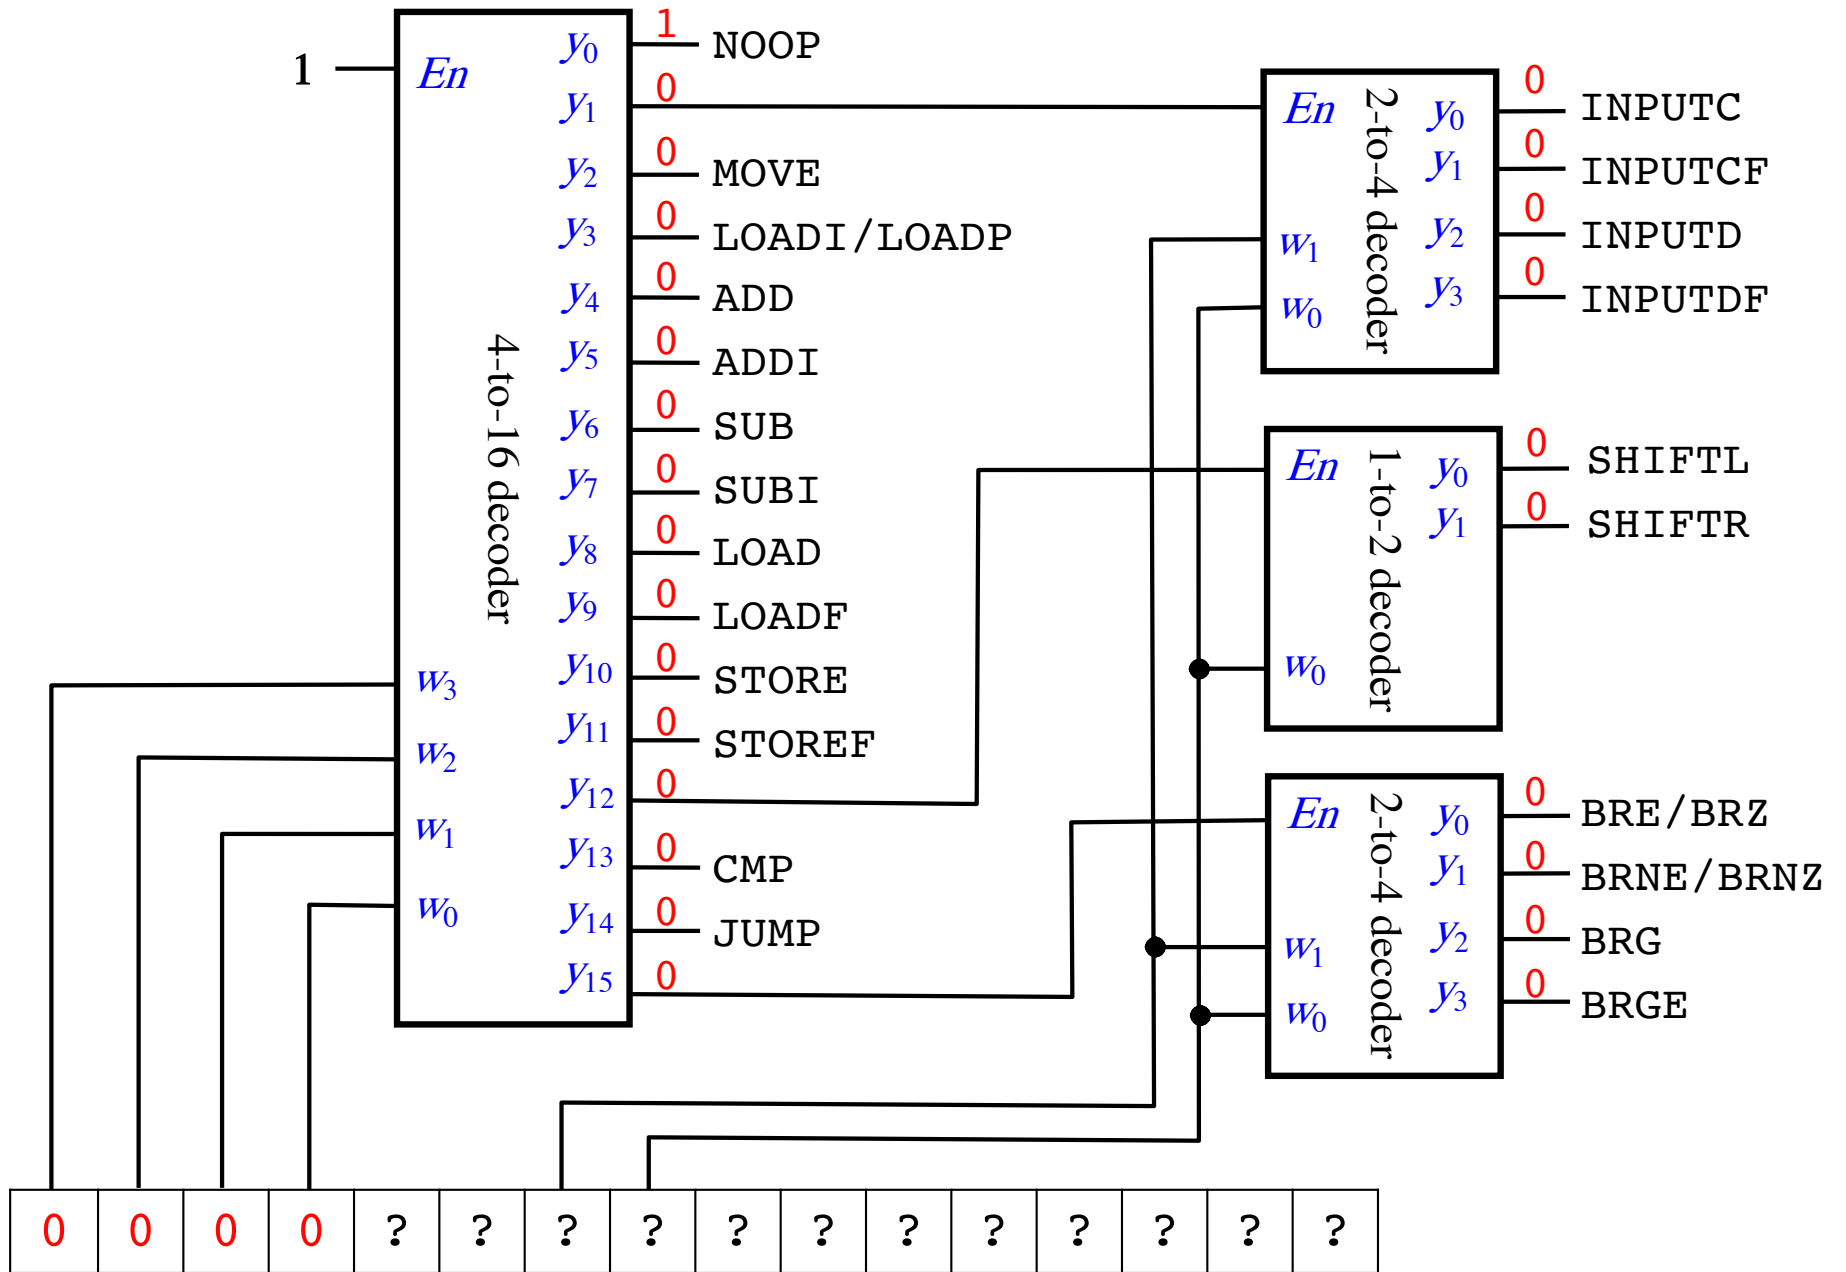 1
En
4-to-16 decoder
w3
w2
w1
w0
y0 1 NOOP
y1 0
y2 0 MOVE
y3 0 LOADI/LOADP
y4 0 ADD
y5 0 ADDI
y6 0 SUB
y7 0 SUBI
y8 0 LOAD
y9 0 LOADF
y10 0 STORE
y11 0 STOREF
y12 0
y13 0 CMP
y14 0 JUMP
y15 0
En
w1
w0
2-to-4 decoder
y0 0 INPUTC
y1 0 INPUTCF
y2 0 INPUTD
y3 0 INPUTDF
En
w0
1-to-2 decoder
y0 0 SHIFTL
y1 0 SHIFTR
En
w1
w0
2-to-4 decoder
y0 0 BRE/BRZ
y1 0 BRNE/BRNZ
y2 0 BRG
y3 0 BRGE
0 0 0 0 ? ? ? ? ? ? ? ? ? ? ? ?